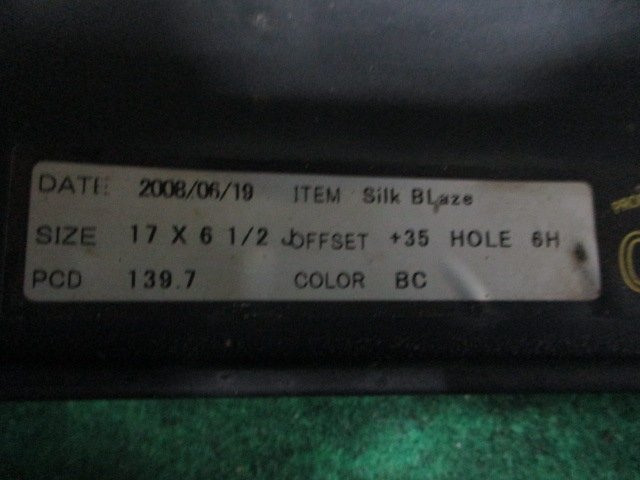 DATE 2008/06/19 ITEM Silk BLaze
SIZE 17 X 6 1/2 J OFFSET +35 HOLE 6H
PCD 139.7 COLOR BC